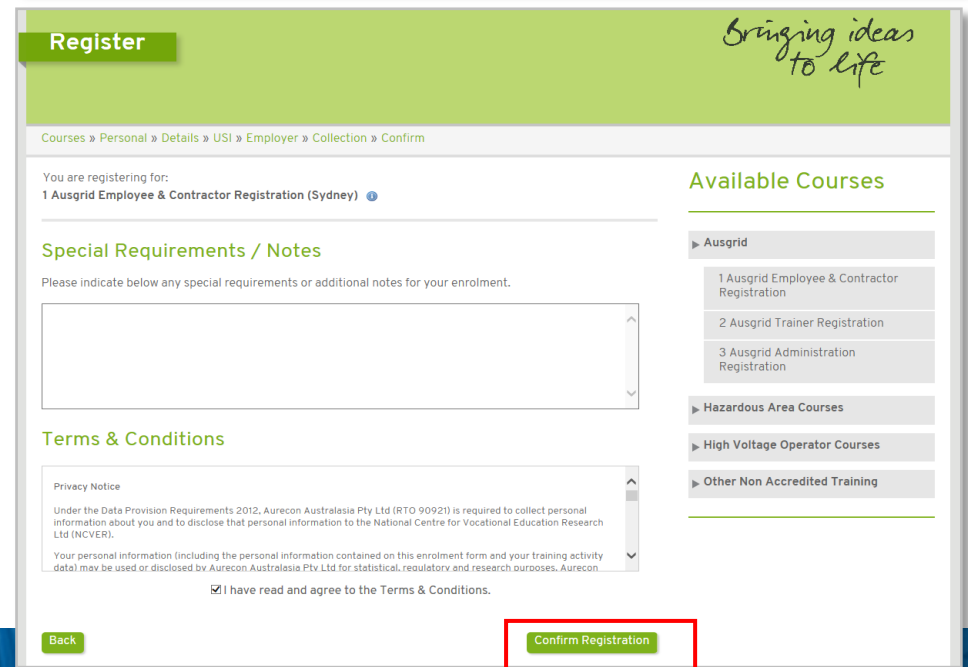 Register
Bringing ideas
to life
Courses » Personal » Details » USI » Employer » Collection » Confirm
You are registering for:
1 Ausgrid Employee & Contractor Registration (Sydney)
Special Requirements / Notes
Please indicate below any special requirements or additional notes for your enrolment.
Terms & Conditions
Privacy Notice
Under the Data Provision Requirements 2012, Aurecon Australasia Pty Ltd (RTO 90921) is required to collect personal
information about you and to disclose that personal information to the National Centre for Vocational Education Research
Ltd (NCVER).
Your personal information (including the personal information contained on this enrolment form and your training activity
data) may be used or disclosed by Aurecon Australasia Pty Ltd for statistical, regulatory and research purposes. Aurecon
I have read and agree to the Terms & Conditions.
Back
Confirm Registration
Available Courses
Ausgrid
1 Ausgrid Employee & Contractor
Registration
2 Ausgrid Trainer Registration
3 Ausgrid Administration
Registration
Hazardous Area Courses
High Voltage Operator Courses
Other Non Accredited Training